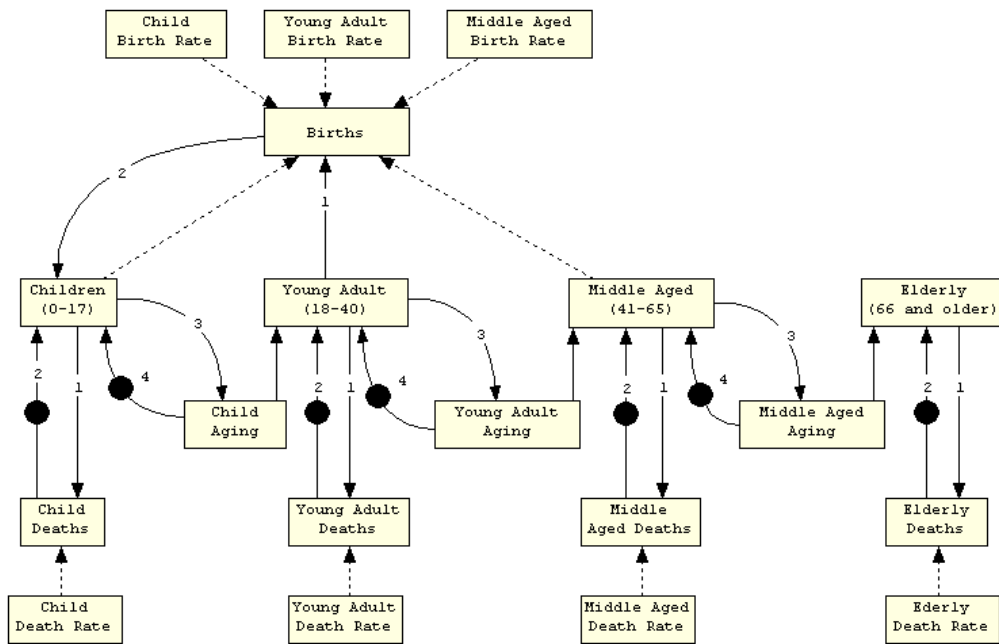 Child
Birth Rate
Young Adult
Birth Rate
Middle Aged
Birth Rate
Births
2
1
Children
(0-17)
Young Adult
(18-40)
Middle Aged
(41-65)
Elderly
(66 and older)
3
3
3
2
1
4
2
1
4
2
1
4
2
1
Child
Aging
Young Adult
Aging
Middle Aged
Aging
Child
Deaths
Young Adult
Deaths
Middle
Aged Deaths
Elderly
Deaths
Child
Death Rate
Young Adult
Death Rate
Middle Aged
Death Rate
Ederly
Death Rate